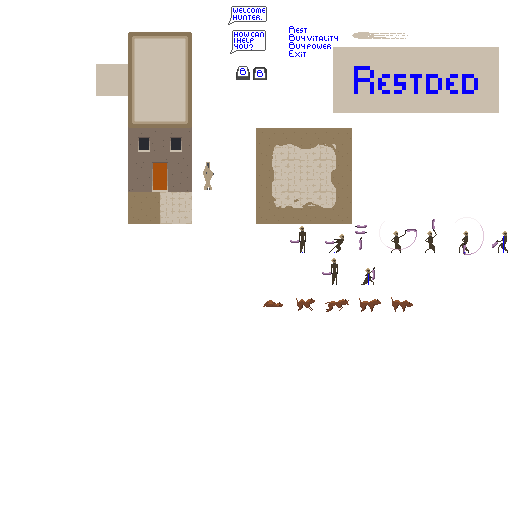 WELCOME
HUNTER.
HOW CAN
I HELP
YOU?
REST
BUY VITALITY
BUY POWER
EXIT
B
B
RESTDED